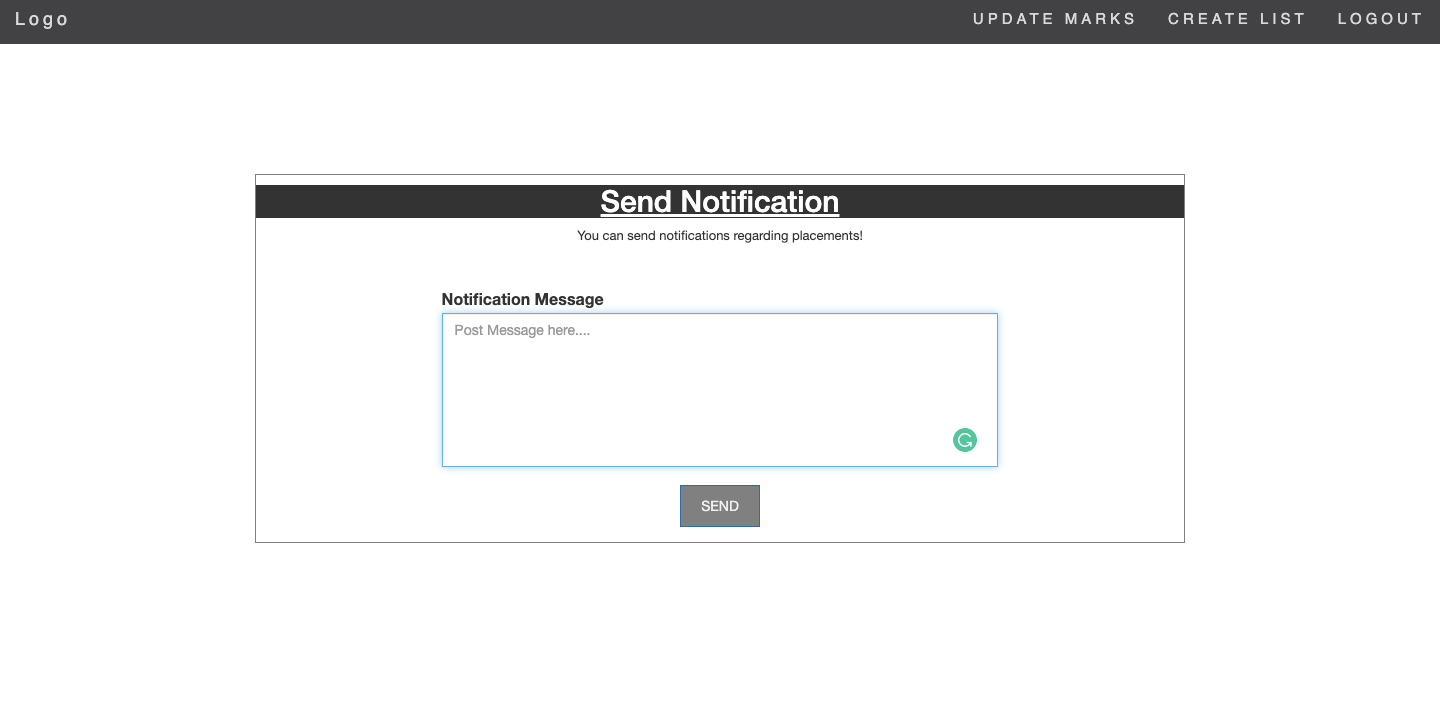 Logo
UPDATE MARKS CREATE LIST LOGOUT
Send Notification
You can send notifications regarding placements!
Notification Message
Post Message here....
SEND